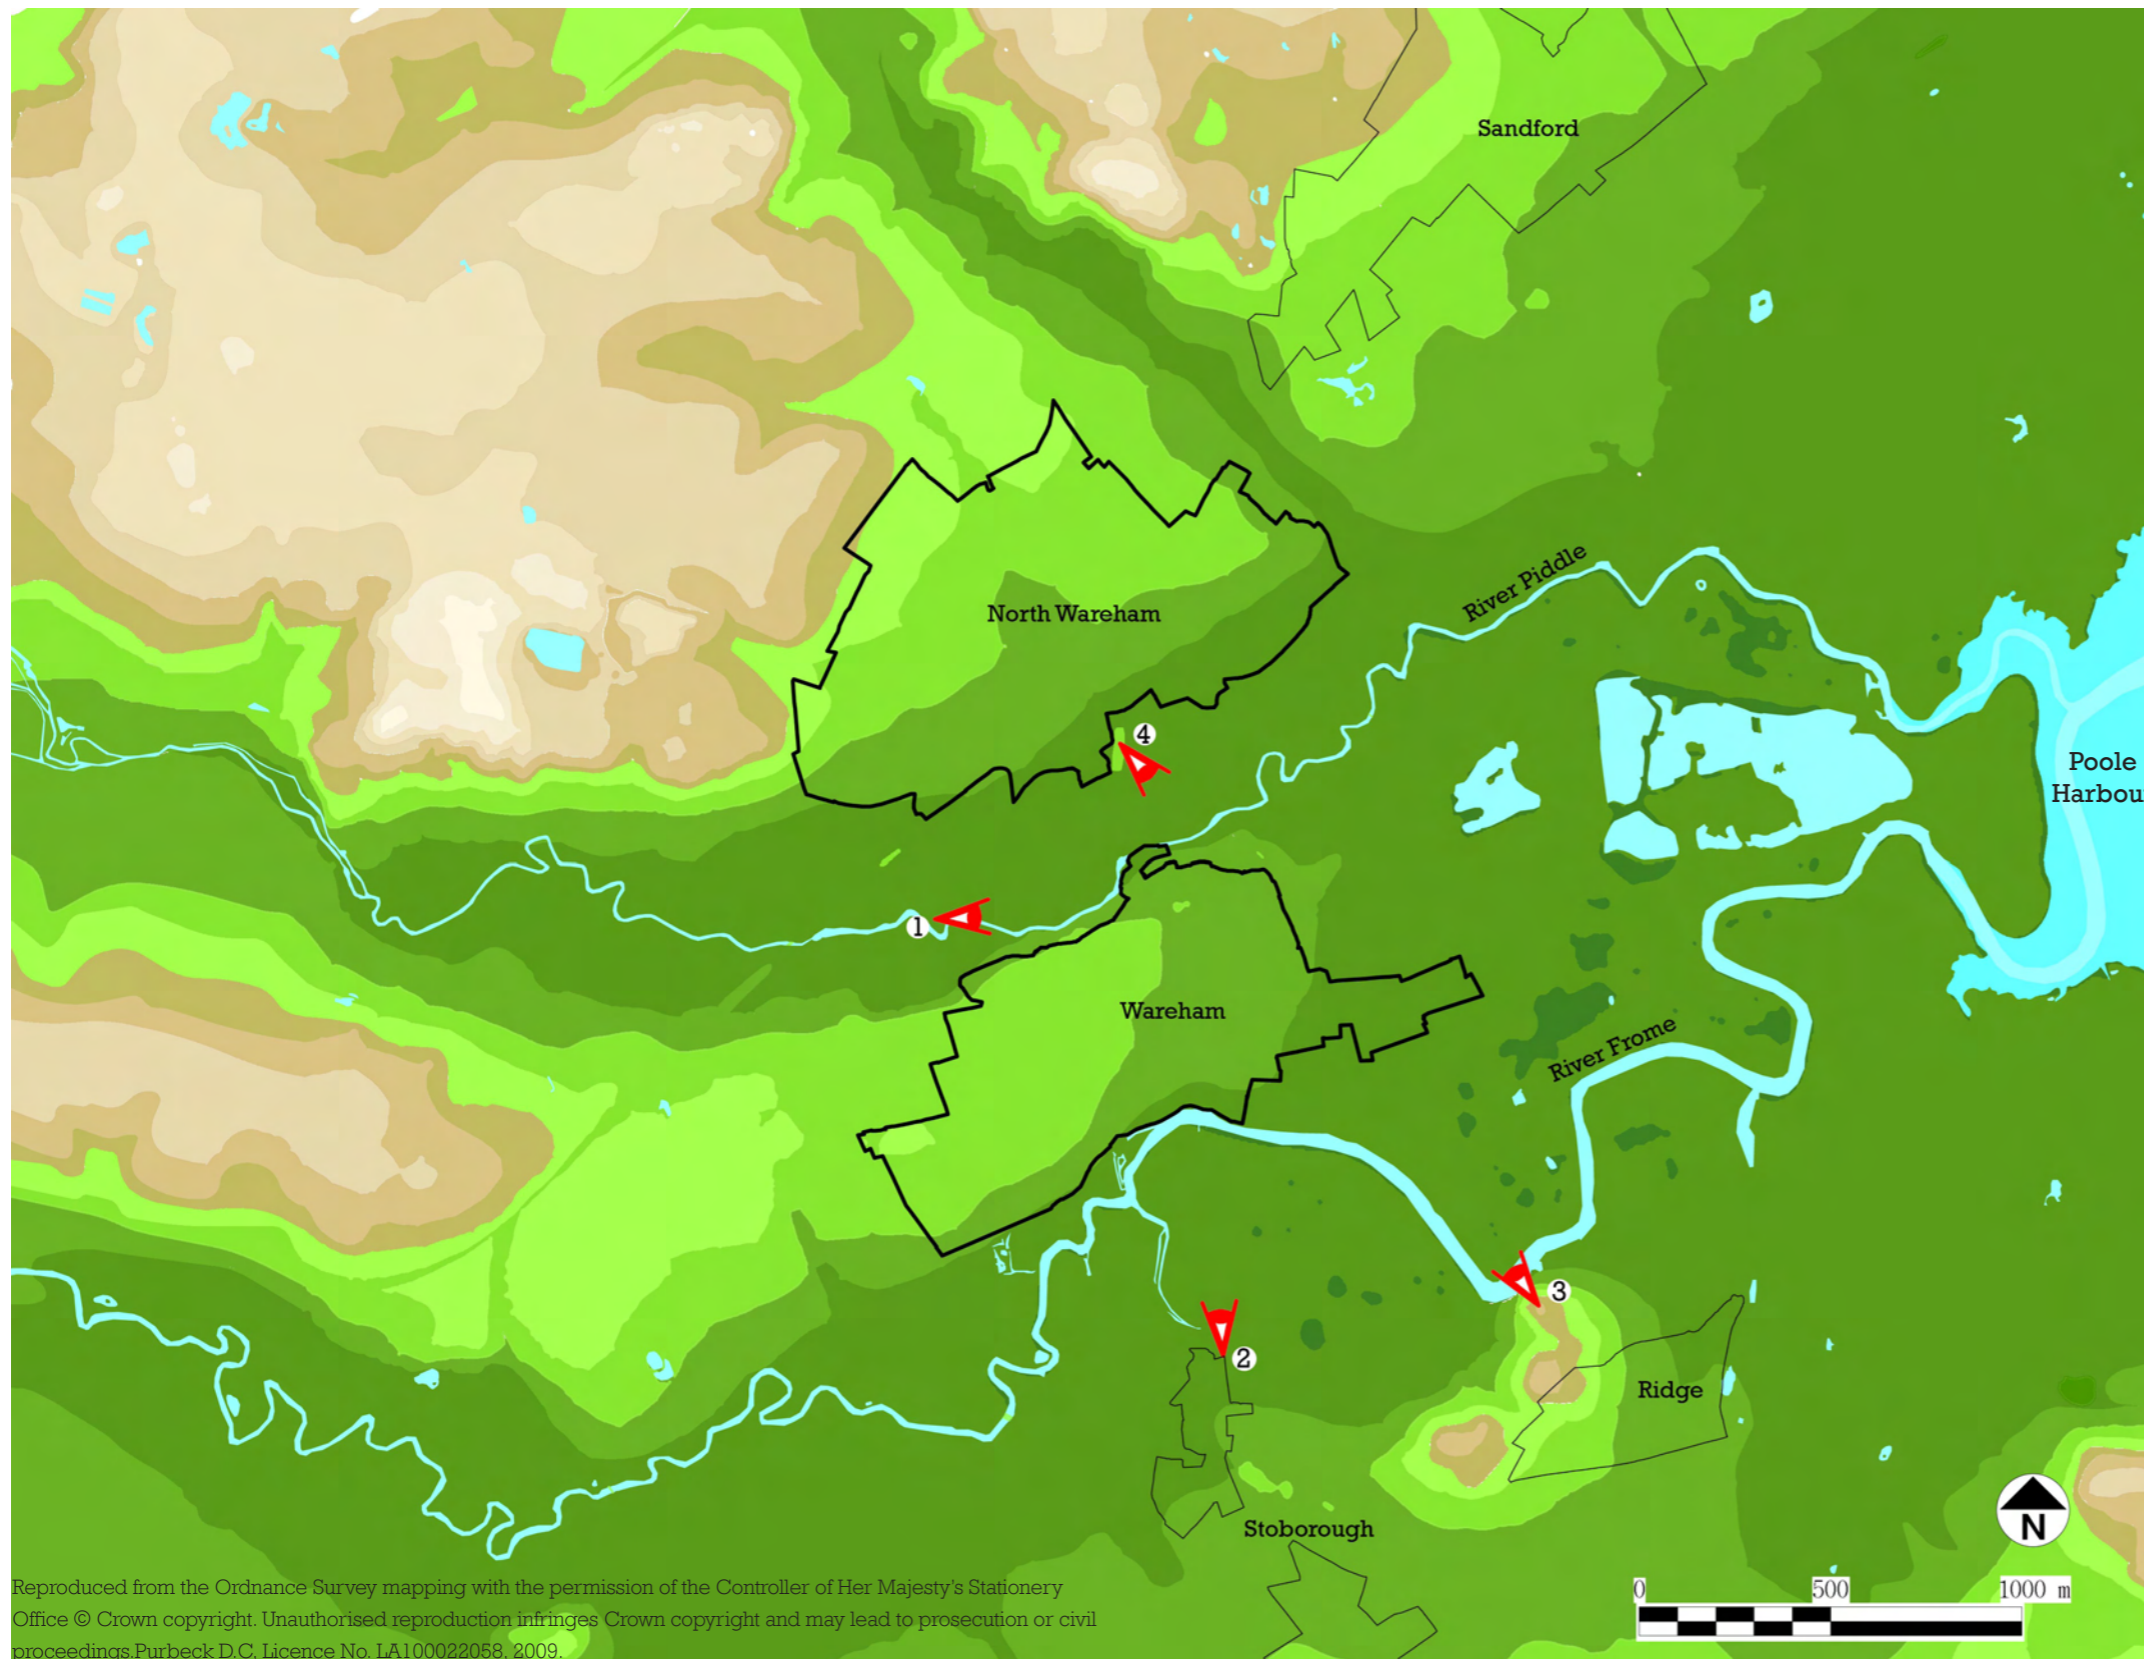 Sandford
River Piddle
North Wareham
4
Poole
Harbou
1
Wareham
River Frome
3
2
Ridge
N
Stoborough
0 500 1000 m
Reproduced from the Ordnance Survey mapping with the permission of the Controller of Her Majesty's Stationery
Office © Crown copyright. Unauthorised reproduction infringes Crown copyright and may lead to prosecution or civil
proceedings.Purbeck D.C. Licence No. LA100022058. 2009.